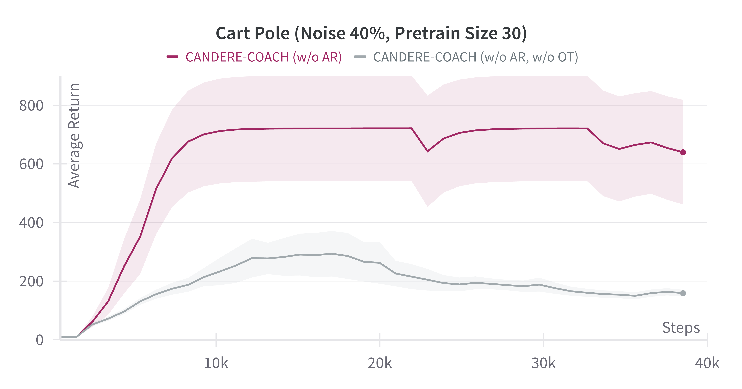 Cart Pole (Noise 40%, Pretrain Size 30)
CANDERE-COACH (w/o AR) CANDERE-COACH (w/o AR, w/o OT)
Average Return
800
600
400
200
0
Steps
10k 20k 30k 40k